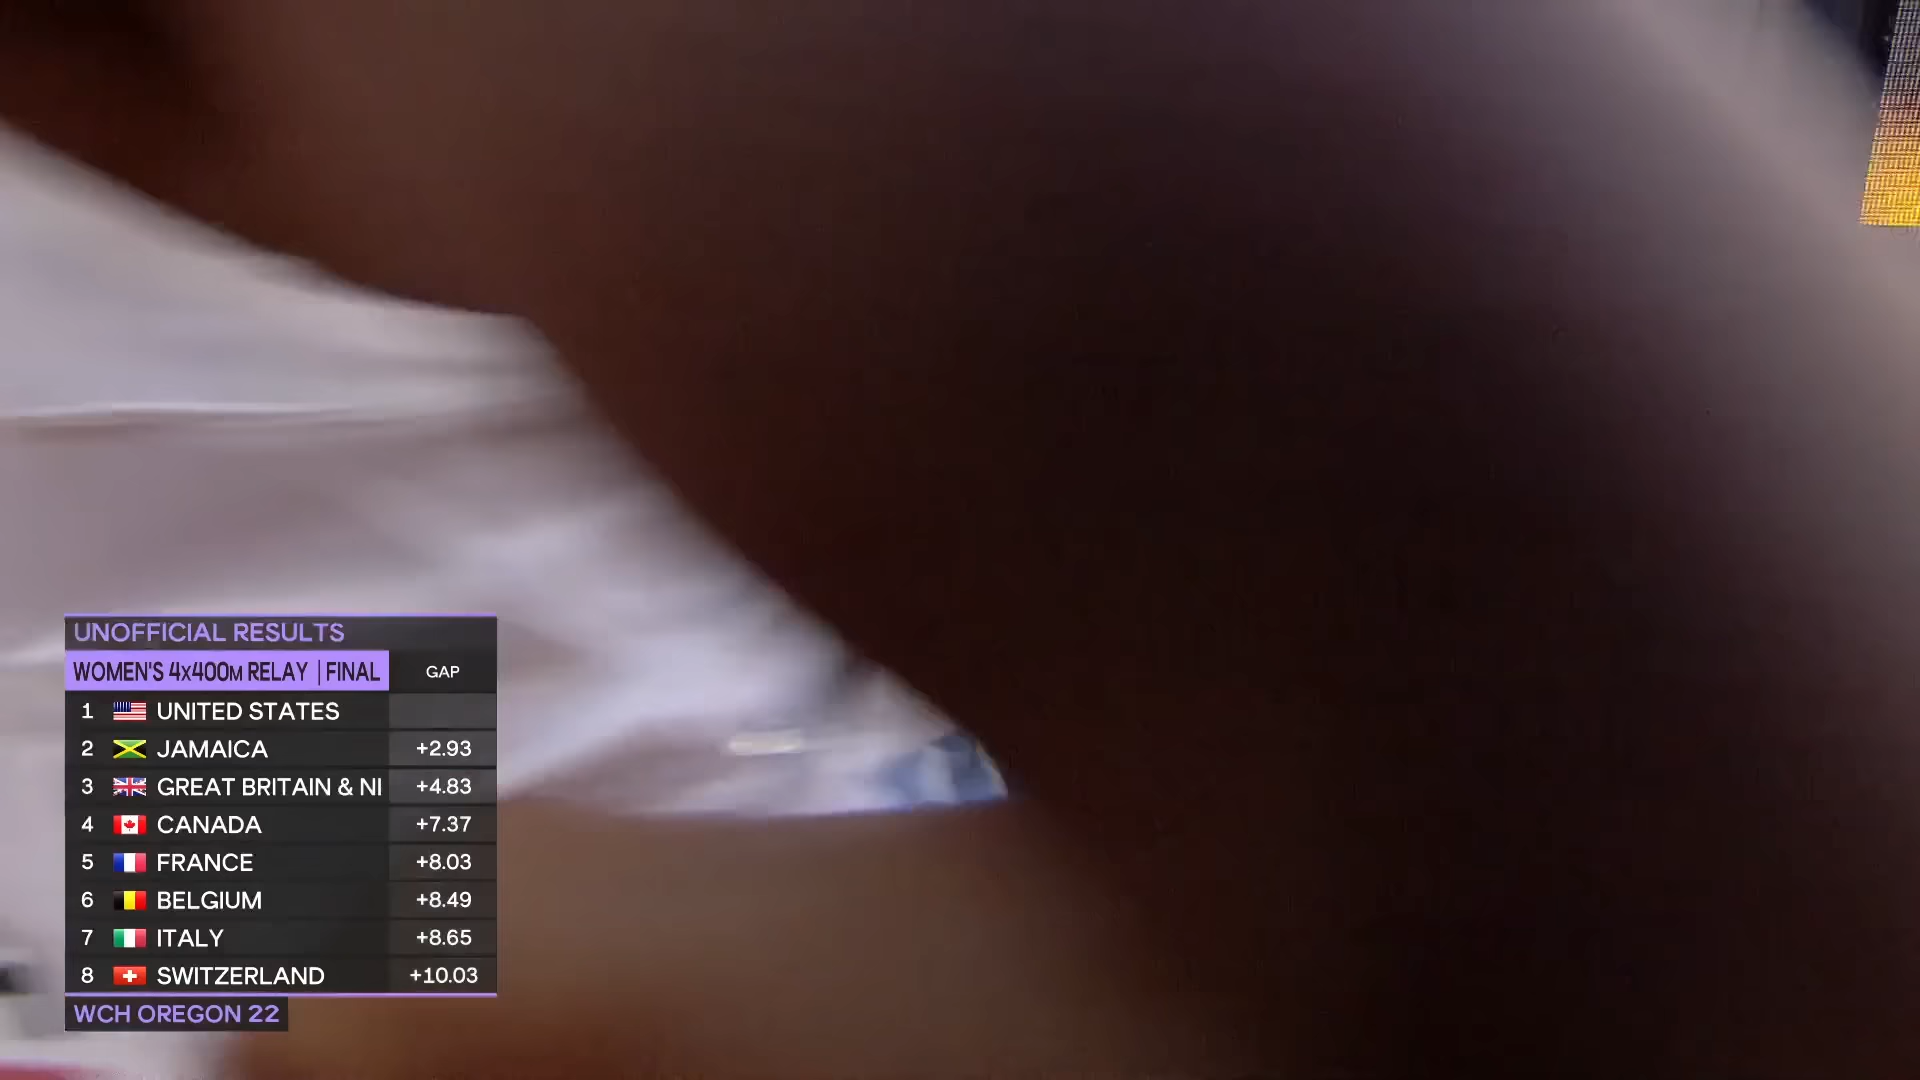 UNOFFICIAL RESULTS
WOMEN'S 4x400M RELAY | FINAL GAP
1 UNITED STATES
2 JAMAICA +2.93
3 GREAT BRITAIN & NI +4.83
4 CANADA +7.37
5 FRANCE +8.03
6 BELGIUM +8.49
7 ITALY +8.65
8 SWITZERLAND +10.03
WCH OREGON 22